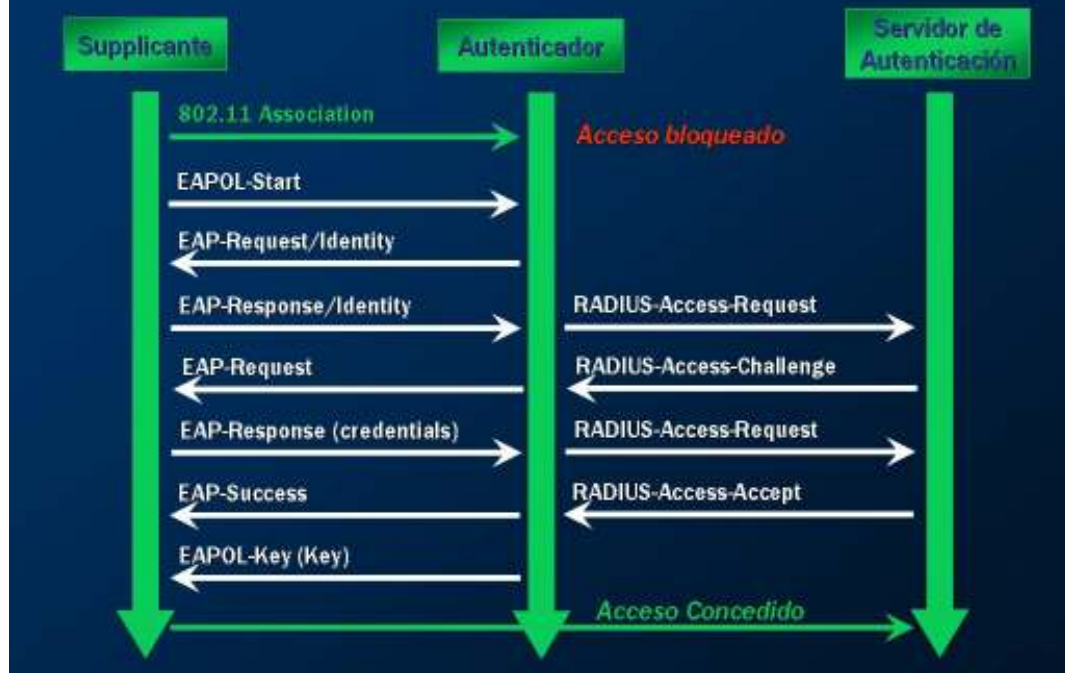 Supplicante
Autenticador
Servidor de
Autenticación
802.11 Association
Acceso bloqueado
EAPOL-Start
EAP-Request/Identity
EAP-Response/Identity
RADIUS-Access-Request
EAP-Request
RADIUS-Access-Challenge
EAP-Response (credentials)
RADIUS-Access-Request
EAP-Success
RADIUS-Access-Accept
EAPOL-Key (Key)
Acceso Concedido